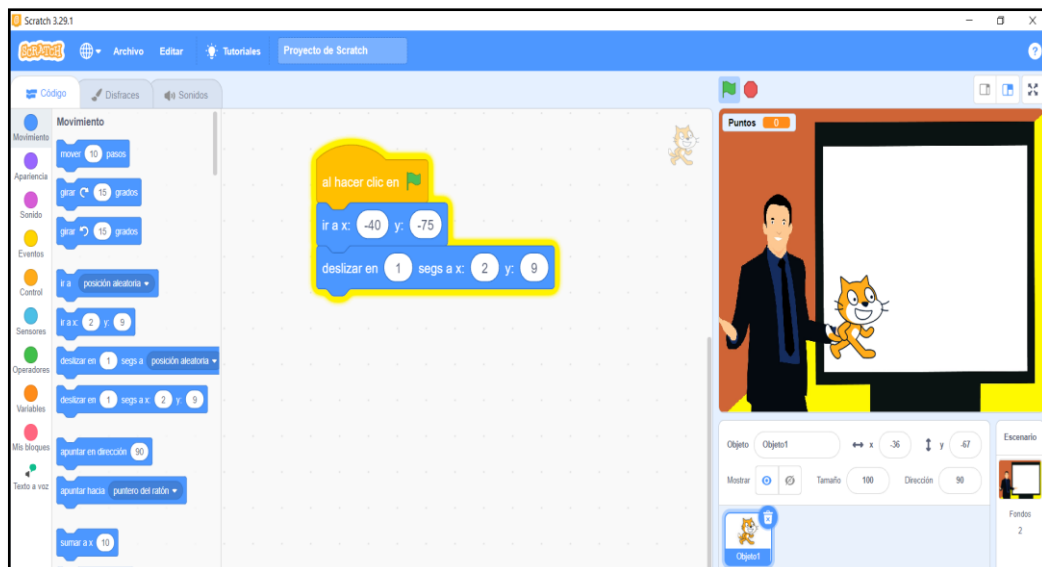 Scratch 3.29.1
SCRATCH Archivo Editar Tutoriales Proyecto de Scratch ?
Código Disfraces Sonidos
Movimiento
Apariencia
Sonido
Eventos
Control
Sensores
Operadores
Variables
Mis bloques
Texto a voz
Movimiento
mover 10 pasos
girar 15 grados
girar 15 grados
ir a posición aleatoria
ir a x: 2 y: 9
deslizar en 1 segs a posición aleatoria
deslizar en 1 segs a x: 2 y: 9
apuntar en dirección 90
apuntar hacia puntero del ratón
sumar a x 10
al hacer clic en
ir a x: -40 y: -75
deslizar en 1 segs a x: 2 y: 9
Puntos 0
Objeto Objeto1 x -36 y -67
Mostrar Tamaño 100 Dirección 90
Objeto1
Escenario
Fondos
2